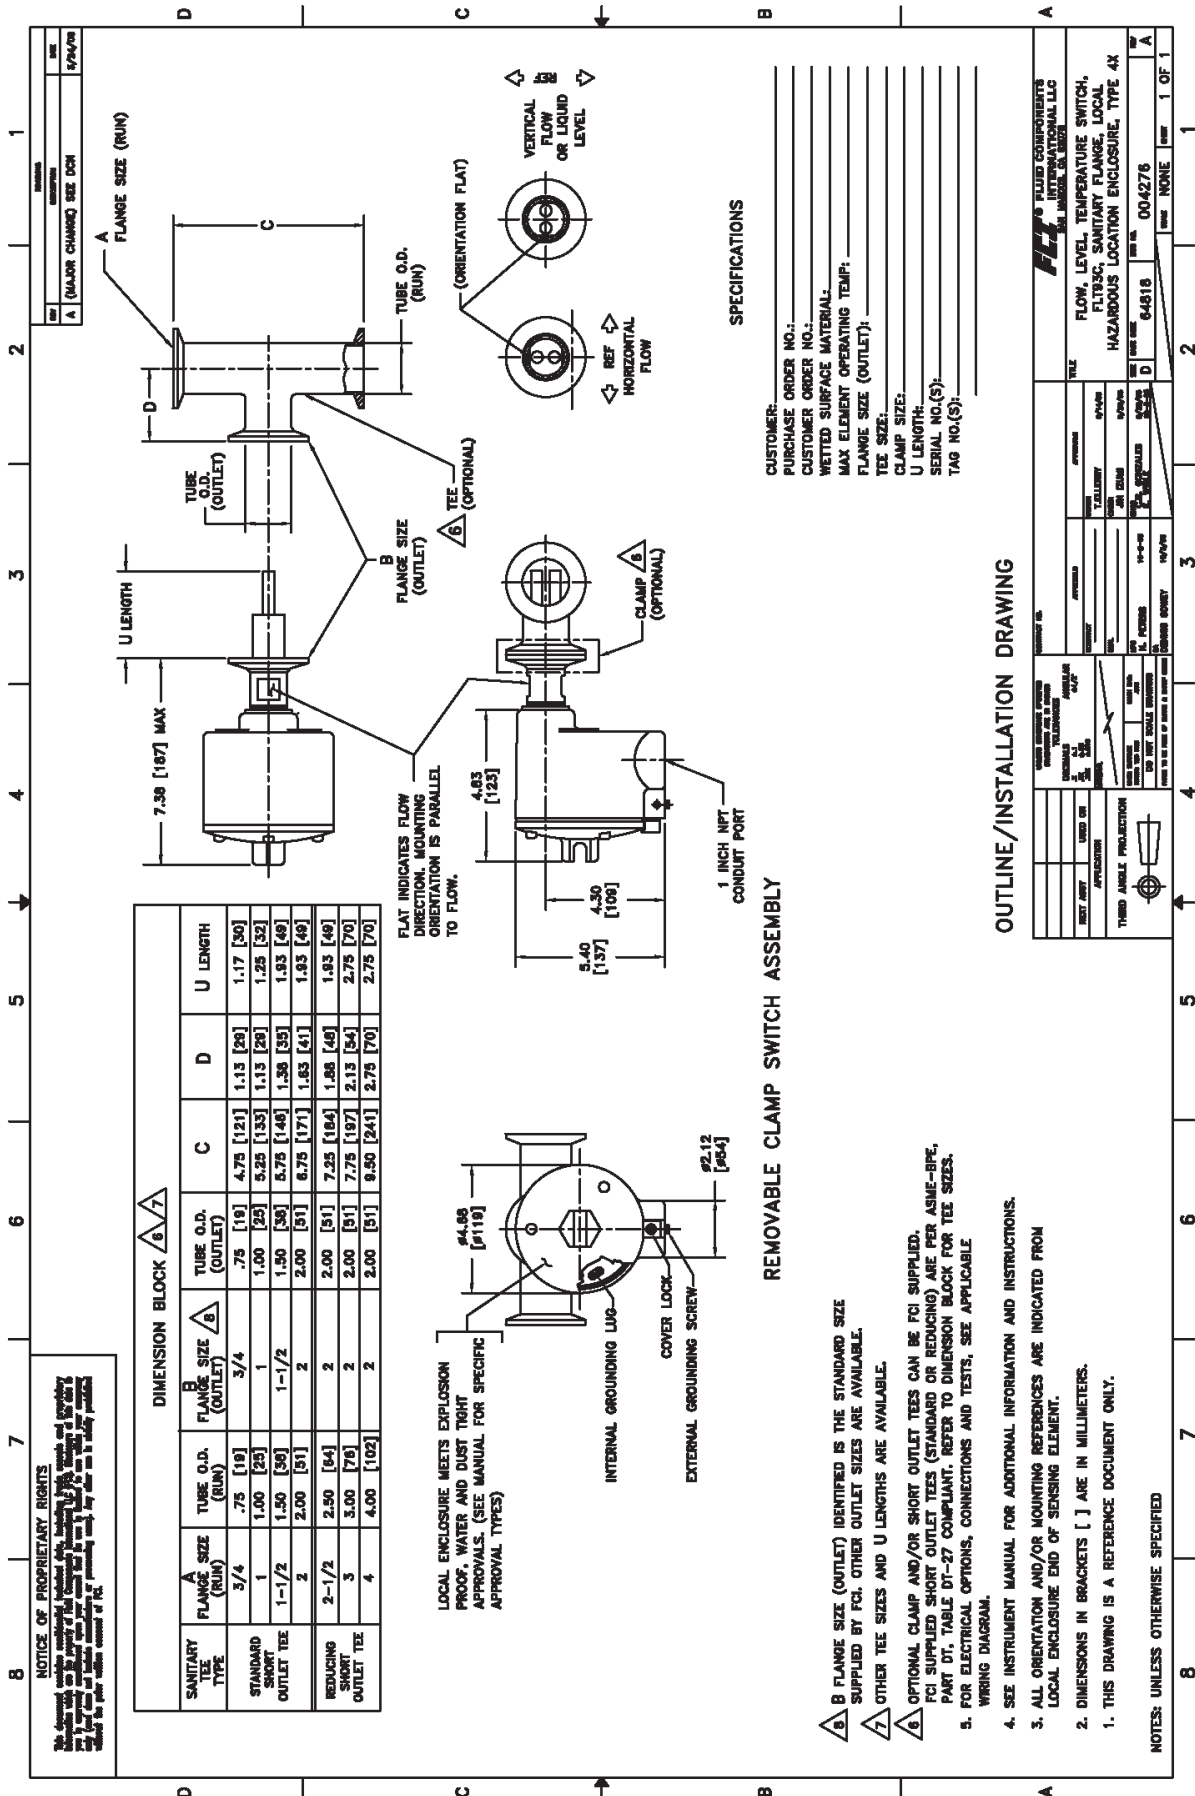 NOTICE OF PROPRIETARY RIGHTS
REV
DESCRIPTION
DATE
A (MAJOR CHANGE) SEE DCN
DIMENSION BLOCK 6 7
SANITARY TEE TYPE | A FLANGE SIZE (RUN) | TUBE O.D. (RUN) | B FLANGE SIZE (OUTLET) 8 | TUBE O.D. (OUTLET) | C | D | U LENGTH
STANDARD SHORT OUTLET TEE
3/4 .75 [19] 3/4 .75 [19] 4.75 [121] 1.13 [29] 1.17 [30]
1 1.00 [25] 1 1.00 [25] 5.25 [133] 1.13 [29] 1.25 [32]
1-1/2 1.50 [38] 1-1/2 1.50 [38] 5.75 [146] 1.38 [35] 1.93 [49]
2 2.00 [51] 2 2.00 [51] 6.75 [171] 1.63 [41] 1.93 [49]
REDUCING SHORT OUTLET TEE
2-1/2 2.50 [64] 2 2.00 [51] 7.25 [184] 1.88 [48] 1.93 [49]
3 3.00 [76] 2 2.00 [51] 7.75 [197] 2.13 [54] 2.75 [70]
4 4.00 [102] 2 2.00 [51] 9.50 [241] 2.75 [70] 2.75 [70]
7.38 [187] MAX
U LENGTH
TUBE
O.D.
(OUTLET)
D
A
FLANGE SIZE (RUN)
C
TUBE O.D.
(RUN)
B
FLANGE SIZE
(OUTLET)
6 TEE
(OPTIONAL)
(ORIENTATION FLAT)
REF
HORIZONTAL
FLOW
VERTICAL
FLOW
OR LIQUID
LEVEL
REF
FLAT INDICATES FLOW
DIRECTION. MOUNTING
ORIENTATION IS PARALLEL
TO FLOW.
4.83
[123]
4.30
[109]
5.40
[137]
CLAMP 6
(OPTIONAL)
1 INCH NPT
CONDUIT PORT
LOCAL ENCLOSURE MEETS EXPLOSION
PROOF, WATER AND DUST TIGHT
APPROVALS. (SEE MANUAL FOR SPECIFIC
APPROVAL TYPES)
ø4.68
[ø119]
ø2.12
[ø54]
INTERNAL GROUNDING LUG
COVER LOCK
EXTERNAL GROUNDING SCREW
REMOVABLE CLAMP SWITCH ASSEMBLY
SPECIFICATIONS
CUSTOMER:
PURCHASE ORDER NO.:
CUSTOMER ORDER NO.:
WETTED SURFACE MATERIAL:
MAX ELEMENT OPERATING TEMP:
FLANGE SIZE (OUTLET):
TEE SIZE:
CLAMP SIZE:
U LENGTH:
SERIAL NO.(S):
TAG NO.(S):
8 B FLANGE SIZE (OUTLET) IDENTIFIED IS THE STANDARD SIZE
SUPPLIED BY FCI. OTHER OUTLET SIZES ARE AVAILABLE.
7 OTHER TEE SIZES AND U LENGTHS ARE AVAILABLE.
6 OPTIONAL CLAMP AND/OR SHORT OUTLET TEES CAN BE FCI SUPPLIED.
FCI SUPPLIED SHORT OUTLET TEES (STANDARD OR REDUCING) ARE PER ASME-BPE,
PART DT, TABLE DT-27 COMPLIANT. REFER TO DIMENSION BLOCK FOR TEE SIZES.
5. FOR ELECTRICAL OPTIONS, CONNECTIONS AND TESTS, SEE APPLICABLE
WIRING DIAGRAM.
4. SEE INSTRUMENT MANUAL FOR ADDITIONAL INFORMATION AND INSTRUCTIONS.
3. ALL ORIENTATION AND/OR MOUNTING REFERENCES ARE INDICATED FROM
LOCAL ENCLOSURE END OF SENSING ELEMENT.
2. DIMENSIONS IN BRACKETS [ ] ARE IN MILLIMETERS.
1. THIS DRAWING IS A REFERENCE DOCUMENT ONLY.
NOTES: UNLESS OTHERWISE SPECIFIED
OUTLINE/INSTALLATION DRAWING
NEXT ASSY USED ON
APPLICATION
THIRD ANGLE PROJECTION
DO NOT SCALE DRAWING
FCI FLUID COMPONENTS
INTERNATIONAL LLC
TITLE
FLOW, LEVEL, TEMPERATURE SWITCH,
FLT93C, SANITARY FLANGE, LOCAL
HAZARDOUS LOCATION ENCLOSURE, TYPE 4X
D 64818 004276 A
SCALE NONE SHEET 1 OF 1
8 7 6 5 4 3 2 1
D C B A